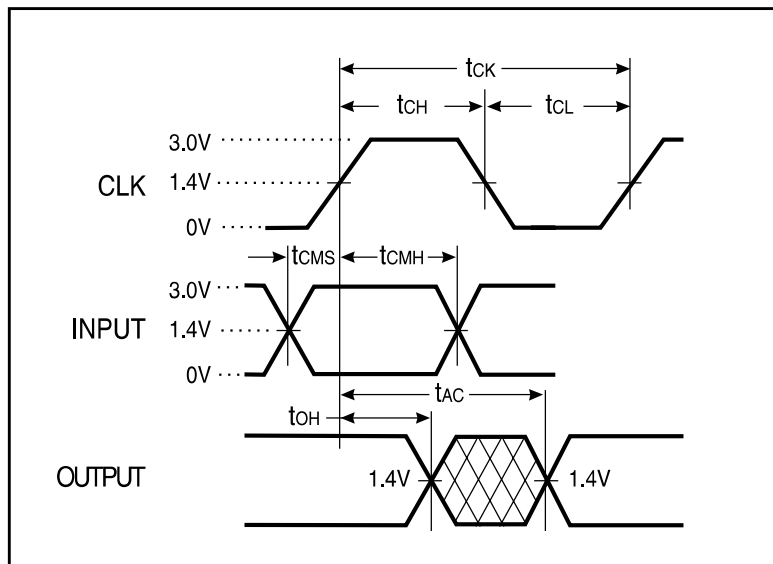 tCK
tCH tCL
3.0V
CLK 1.4V
0V
tCMS tCMH
3.0V
INPUT 1.4V
0V
tAC
tOH
OUTPUT 1.4V 1.4V